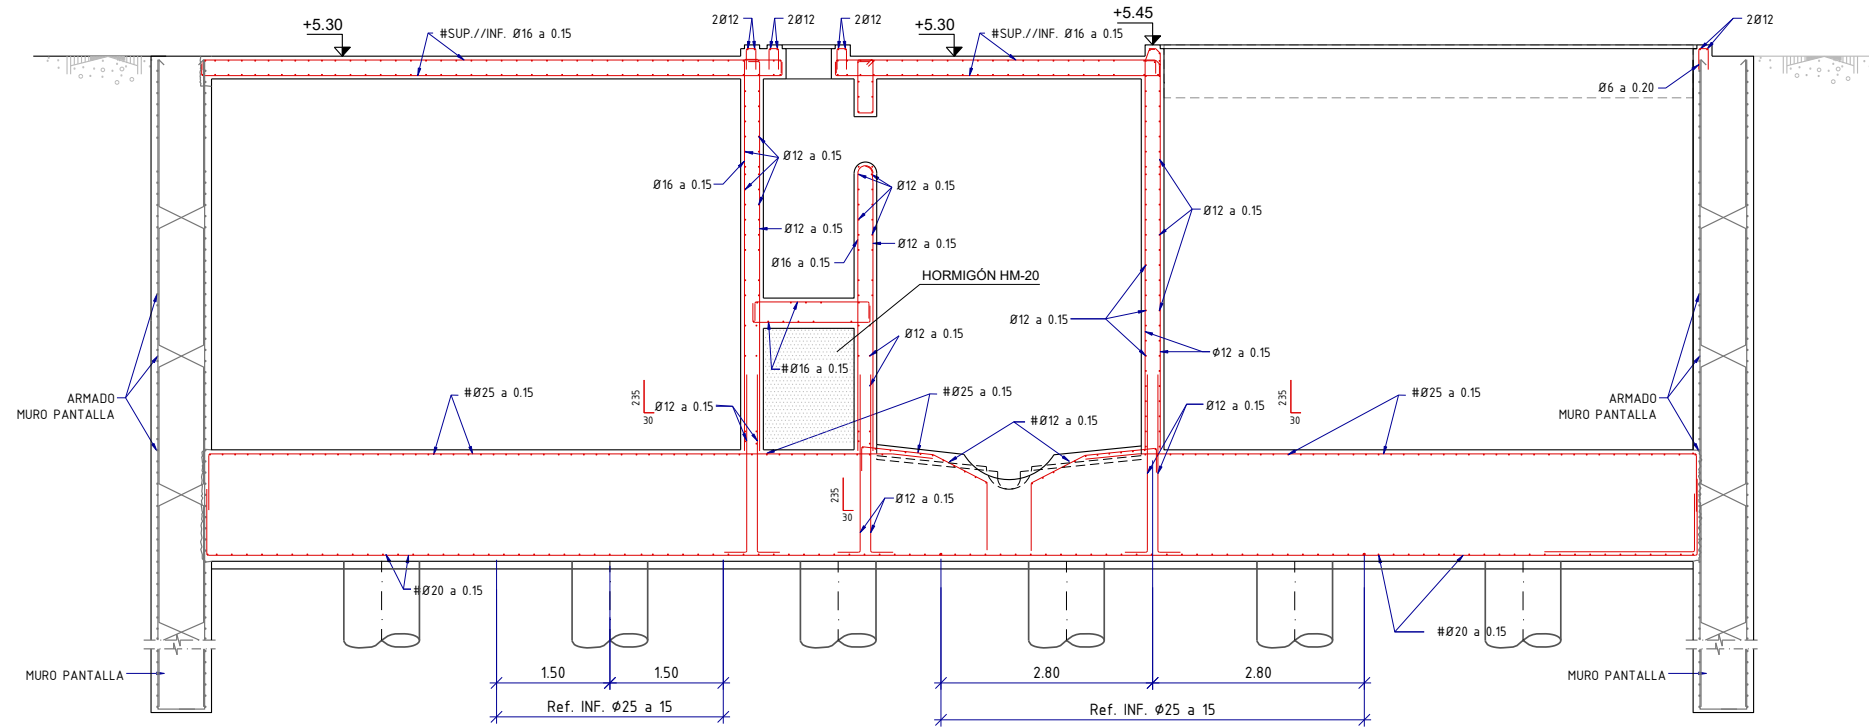 +5.30
#SUP.//INF. Ø16 a 0.15
2Ø12
2Ø12
2Ø12
+5.30
#SUP.//INF. Ø16 a 0.15
+5.45
2Ø12
Ø6 a 0.20
Ø12 a 0.15
Ø16 a 0.15
Ø12 a 0.15
Ø12 a 0.15
Ø12 a 0.15
Ø12 a 0.15
Ø16 a 0.15
HORMIGÓN HM-20
Ø12 a 0.15
Ø12 a 0.15
ϕ12 a 0.15
#Ø16 a 0.15
ARMADO
MURO PANTALLA
#Ø25 a 0.15
235
30
Ø12 a 0.15
#Ø25 a 0.15
#Ø12 a 0.15
Ø12 a 0.15
235
30
#Ø25 a 0.15
ARMADO
MURO PANTALLA
235
30
Ø12 a 0.15
#Ø20 a 0.15
#Ø20 a 0.15
MURO PANTALLA
1.50
1.50
2.80
2.80
MURO PANTALLA
Ref. INF. ϕ25 a 15
Ref. INF. ϕ25 a 15